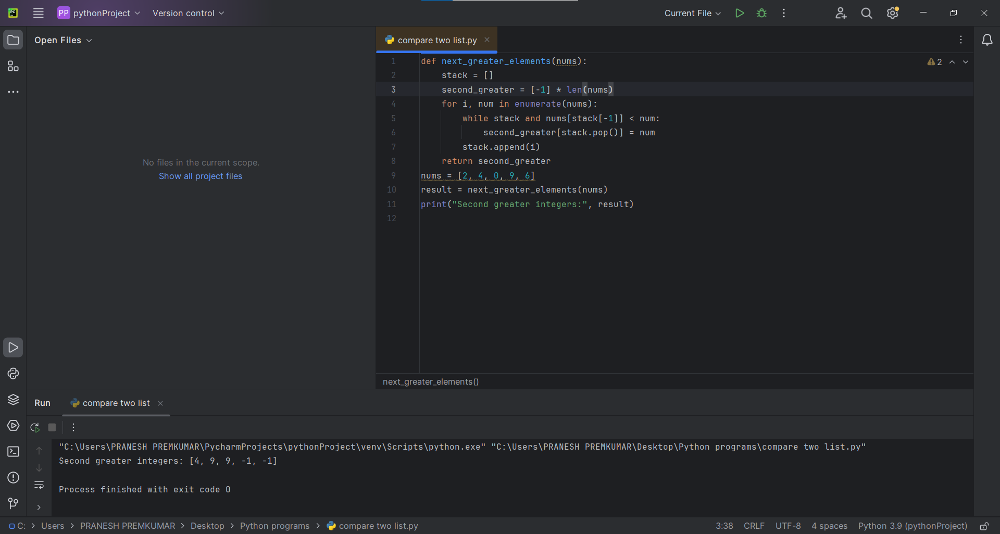 PC
PP pythonProject Version control Current File
Open Files
compare two list.py
No files in the current scope.
Show all project files
1 def next_greater_elements(nums): 2
2     stack = []
3     second_greater = [-1] * len(nums)
4     for i, num in enumerate(nums):
5         while stack and nums[stack[-1]] < num:
6             second_greater[stack.pop()] = num
7         stack.append(i)
8     return second_greater
9 nums = [2, 4, 0, 9, 6]
10 result = next_greater_elements(nums)
11 print("Second greater integers:", result)
12
next_greater_elements()
Run compare two list
"C:\Users\PRANESH PREMKUMAR\PycharmProjects\pythonProject\venv\Scripts\python.exe" "C:\Users\PRANESH PREMKUMAR\Desktop\Python programs\compare two list.py"
Second greater integers: [4, 9, 9, -1, -1]
Process finished with exit code 0
C: > Users > PRANESH PREMKUMAR > Desktop > Python programs > compare two list.py 3:38 CRLF UTF-8 4 spaces Python 3.9 (pythonProject)